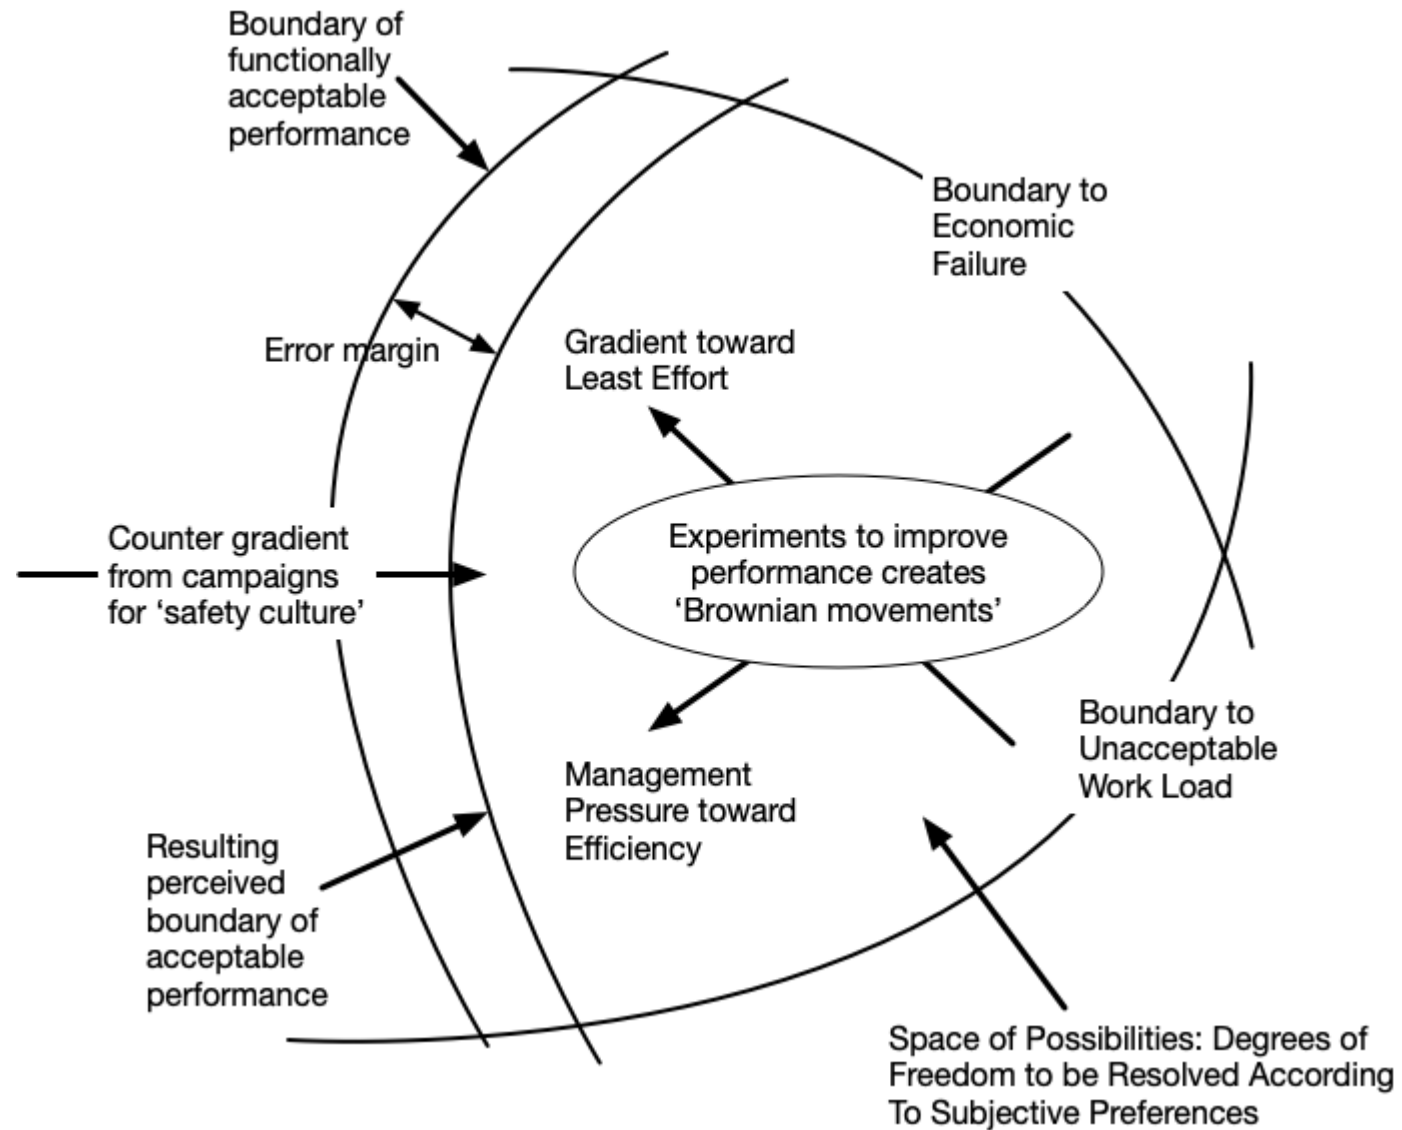 Boundary of
functionally
acceptable
performance
Boundary to
Economic
Failure
Error margin
Gradient toward
Least Effort
Counter gradient
from campaigns
for ‘safety culture’
Experiments to improve
performance creates
‘Brownian movements’
Boundary to
Unacceptable
Work Load
Management
Pressure toward
Efficiency
Resulting
perceived
boundary of
acceptable
performance
Space of Possibilities: Degrees of
Freedom to be Resolved According
To Subjective Preferences